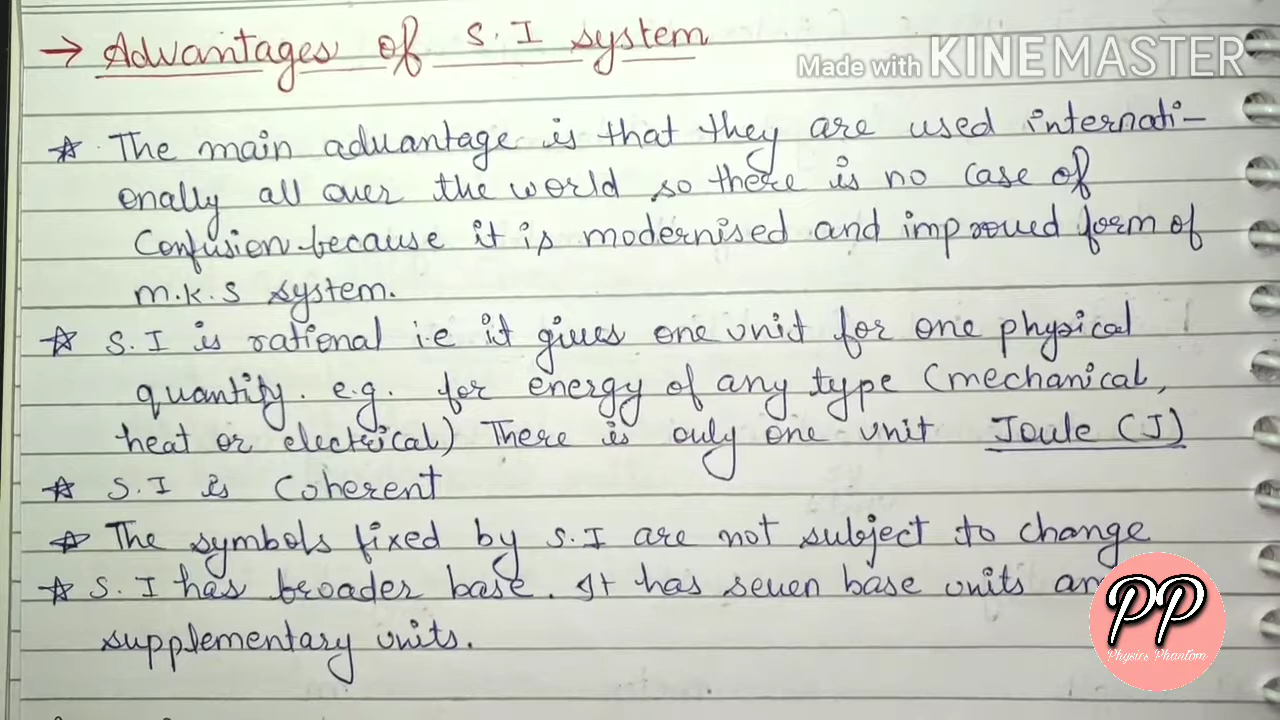 → Advantages of S.I system
Made with KINEMASTER
☆ The main advantage is that they are used internati-
onally all over the world so there is no case of
Confusion because it is modernised and improved form of
m.k.s system.
☆ S.I is rational i.e it gives one unit for one physical
quantity. e.g. for energy of any type (mechanical,
heat or electrical) There is only one unit Joule (J)
☆ S.I is Coherent
☆ The symbols fixed by S.I are not subject to change
☆ S.I has broader base. It has seven base units an
supplementary units.
PP
Physics Phantom